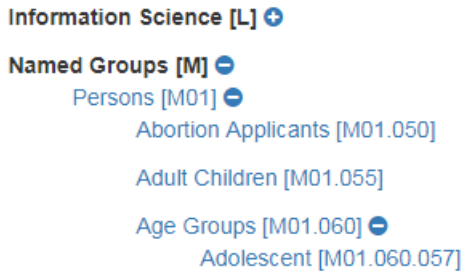 Information Science [L]
Named Groups [M]
Persons [M01]
Abortion Applicants [M01.050]
Adult Children [M01.055]
Age Groups [M01.060]
Adolescent [M01.060.057]